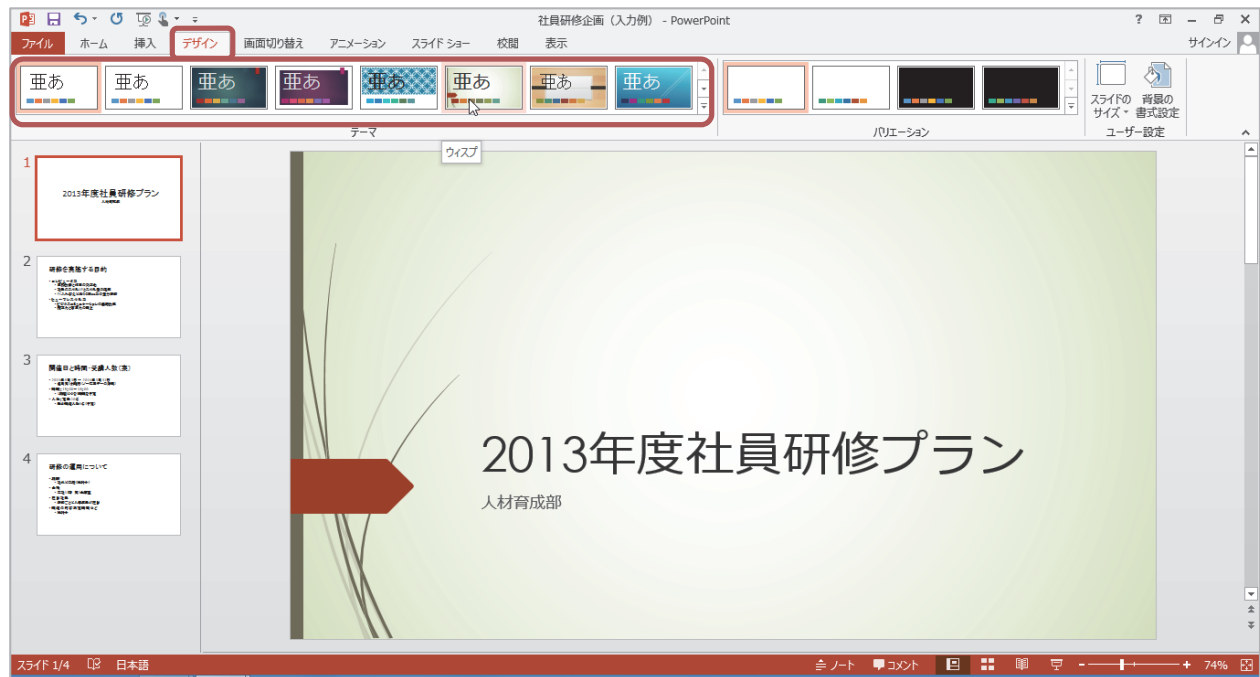 社員研修企画（入力例） - PowerPoint
?
ファイル ホーム 挿入 デザイン 画面切り替え アニメーション スライド ショー 校閲 表示
サインイン
亜あ 亜あ 亜あ 亜あ 亜あ 亜あ 亜あ 亜あ
スライドの サイズ
背景の 書式設定
テーマ バリエーション ユーザー設定
ウィスプ
1
2013年度社員研修プラン
人材育成部
2
研修を実施する目的
3
開催日と時間・受講人数（案）
4
研修の運用について
2013年度社員研修プラン
人材育成部
スライド 1/4 日本語 ノート コメント 74%